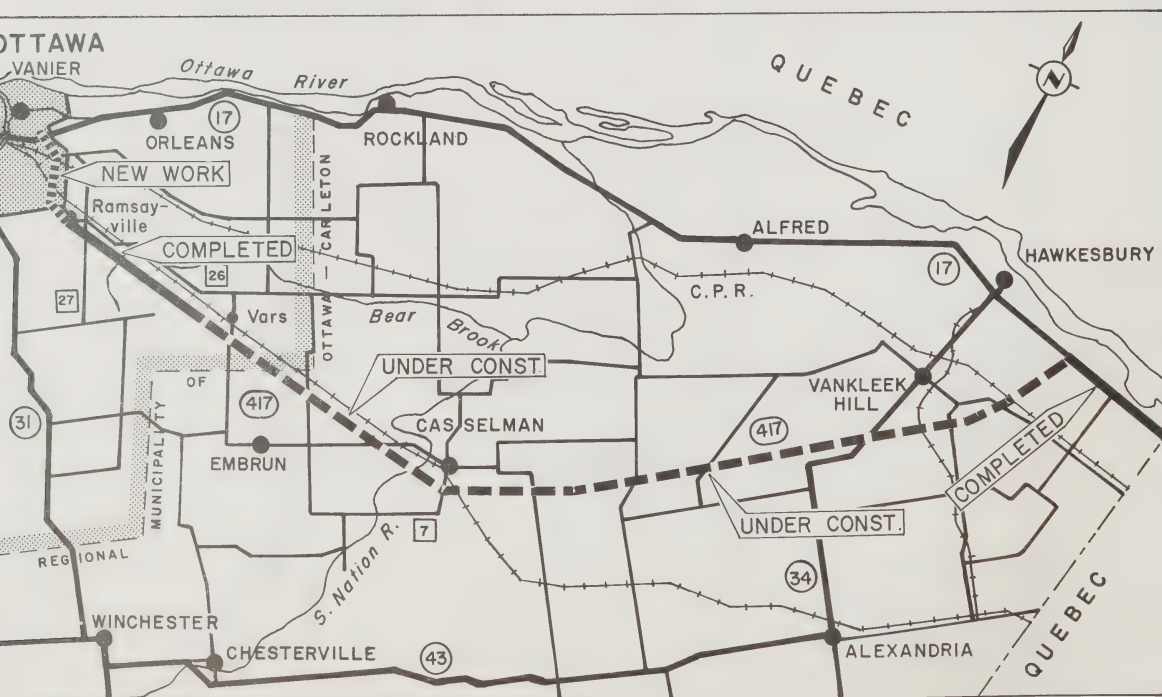 OTTAWA
VANIER
Ottawa River
QUEBEC
N
ORLEANS
17
ROCKLAND
NEW WORK
Ramsay-
ville
COMPLETED
OTTAWA — CARLETON
ALFRED
17
HAWKESBURY
26
27
C.P.R.
Vars
Bear Brook
UNDER CONST.
OF
417
VANKLEEK
HILL
31
CASSELMAN
417
EMBRUN
MUNICIPALITY
COMPLETED
7
UNDER CONST.
REGIONAL
S. Nation R.
34
QUEBEC
WINCHESTER
CHESTERVILLE
43
ALEXANDRIA